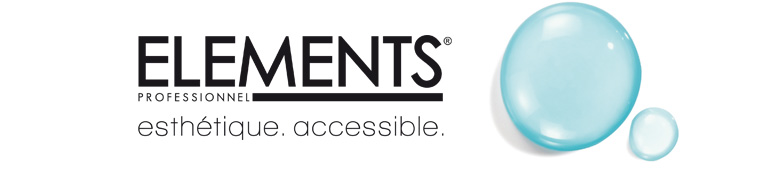 ELEMENTS®
PROFESSIONNEL
esthétique. accessible.